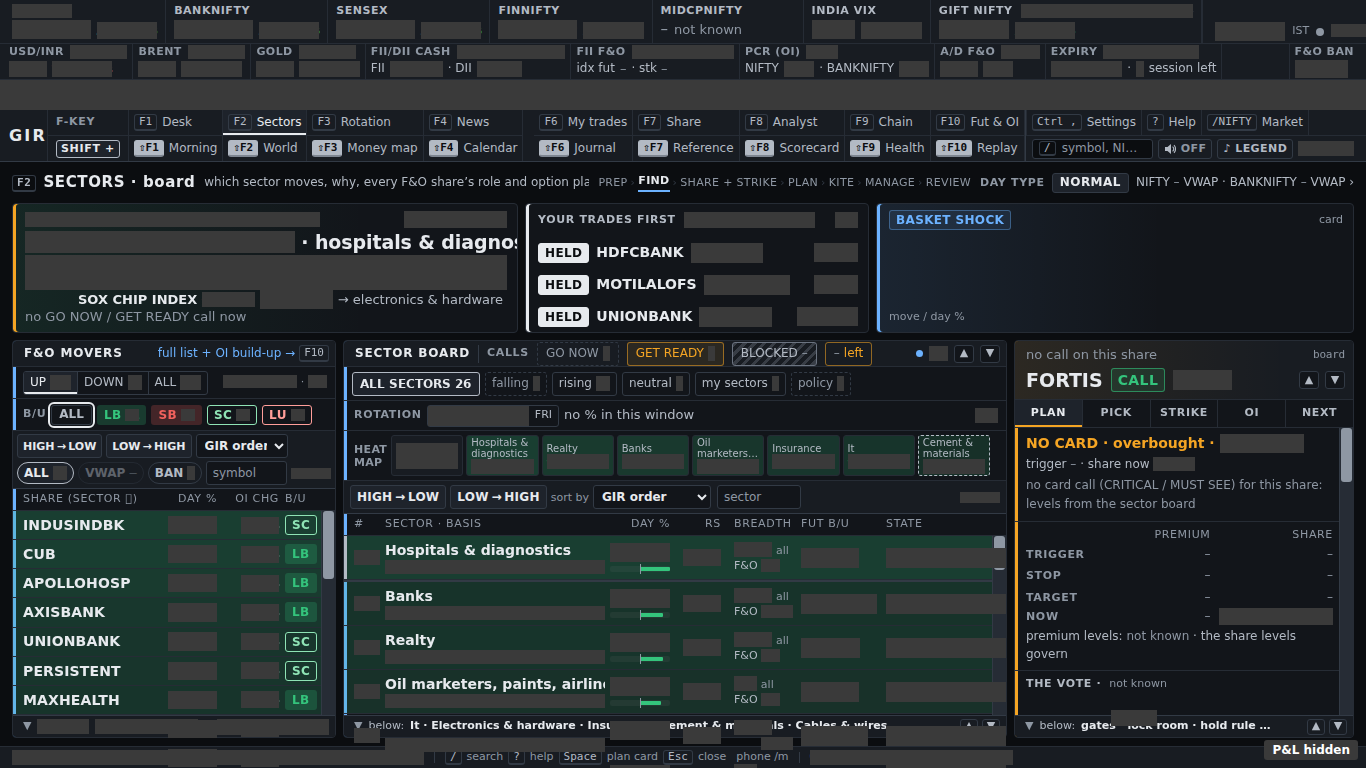 BANKNIFTY SENSEX FINNIFTY MIDCPNIFTY INDIA VIX GIFT NIFTY
– not known IST
USD/INR BRENT GOLD FII/DII CASH FII F&O PCR (OI) A/D F&O EXPIRY F&O BAN
FII · DII idx fut – · stk – NIFTY · BANKNIFTY · session left
GIR F-KEY F1 Desk F2 Sectors F3 Rotation F4 News F6 My trades F7 Share F8 Analyst F9 Chain F10 Fut & OI Ctrl , Settings ? Help /NIFTY Market
SHIFT + ⇧F1 Morning ⇧F2 World ⇧F3 Money map ⇧F4 Calendar ⇧F6 Journal ⇧F7 Reference ⇧F8 Scorecard ⇧F9 Health ⇧F10 Replay / symbol, NI… OFF ♪ LEGEND
F2 SECTORS · board which sector moves, why, every F&O share's role and option pla PREP › FIND › SHARE + STRIKE › PLAN › KITE › MANAGE › REVIEW DAY TYPE NORMAL NIFTY – VWAP · BANKNIFTY – VWAP ›
· hospitals & diagnos
SOX CHIP INDEX → electronics & hardware
no GO NOW / GET READY call now
YOUR TRADES FIRST
HELD HDFCBANK
HELD MOTILALOFS
HELD UNIONBANK
BASKET SHOCK card
move / day %
F&O MOVERS full list + OI build-up → F10
UP DOWN ALL ·
B/U ALL LB SB SC LU
HIGH→LOW LOW→HIGH GIR order
ALL VWAP – BAN symbol
SHARE (SECTOR ) DAY % OI CHG B/U
INDUSINDBK SC
CUB LB
APOLLOHOSP LB
AXISBANK LB
UNIONBANK SC
PERSISTENT SC
MAXHEALTH LB
▼
SECTOR BOARD CALLS GO NOW GET READY BLOCKED – – left ▲ ▼
ALL SECTORS 26 falling rising neutral my sectors policy
ROTATION FRI no % in this window
HEAT MAP Hospitals & diagnostics Realty Banks Oil marketers… Insurance It Cement & materials
HIGH→LOW LOW→HIGH sort by GIR order sector
# SECTOR · BASIS DAY % RS BREADTH FUT B/U STATE
Hospitals & diagnostics all
F&O
Banks all
F&O
Realty all
F&O
Oil marketers, paints, airline all
F&O
▼ below: It · Electronics & hardware · Cables & wires ▲ ▼
no call on this share board
FORTIS CALL ▲ ▼
PLAN PICK STRIKE OI NEXT
NO CARD · overbought ·
trigger – · share now
no card call (CRITICAL / MUST SEE) for this share:
levels from the sector board
PREMIUM SHARE
TRIGGER – –
STOP – –
TARGET – –
NOW –
premium levels: not known · the share levels
govern
THE VOTE · not known
▼ below: gates · room · hold rule … ▲ ▼
/ search ? help Space plan card Esc close phone /m
P&L hidden